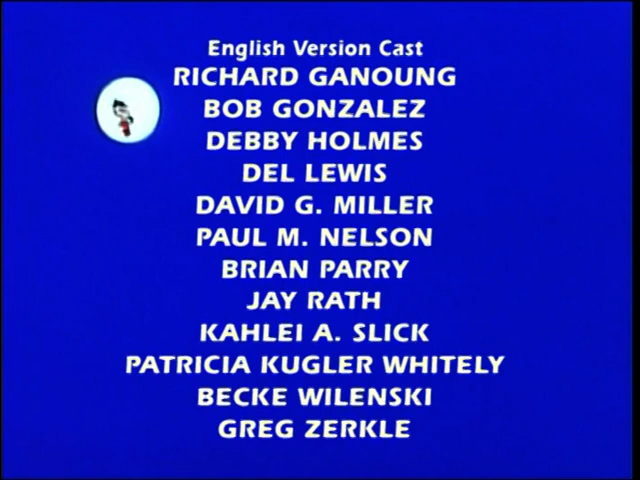 English Version Cast
RICHARD GANOUNG
BOB GONZALEZ
DEBBY HOLMES
DEL LEWIS
DAVID G. MILLER
PAUL M. NELSON
BRIAN PARRY
JAY RATH
KAHLEI A. SLICK
PATRICIA KUGLER WHITELY
BECKE WILENSKI
GREG ZERKLE